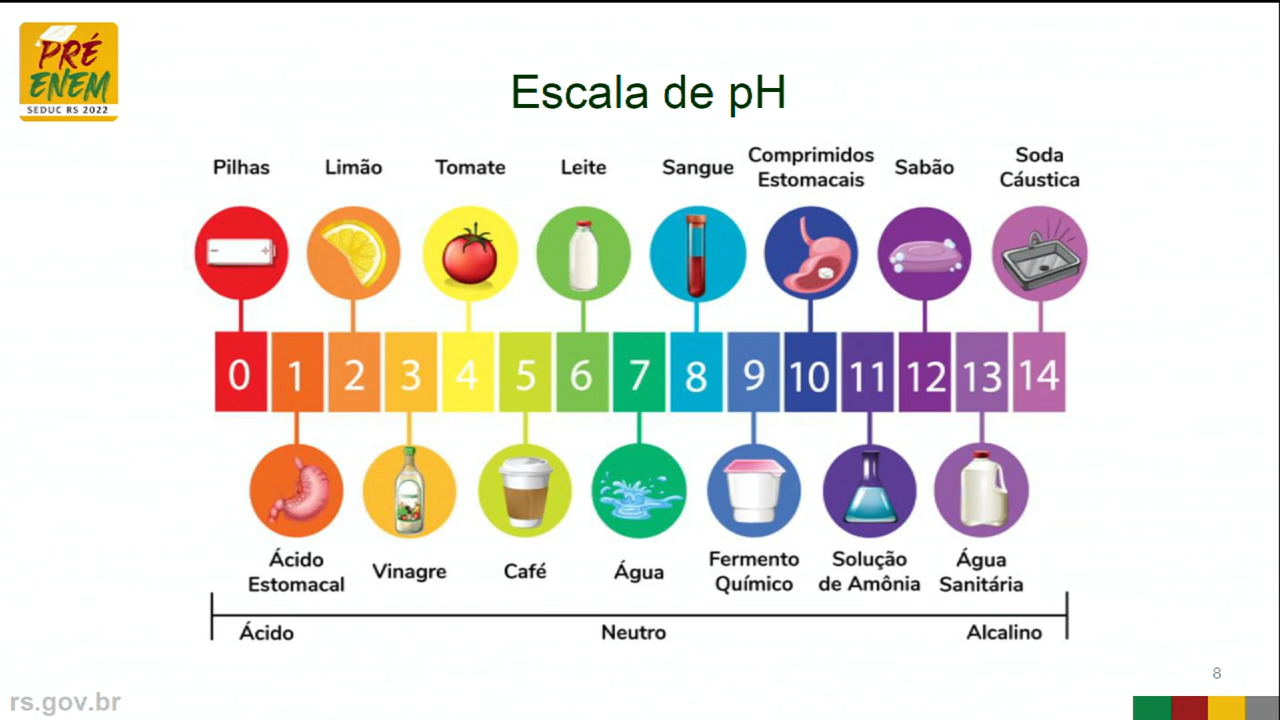 PRÉ
ENEM
SEDUC RS 2022
Escala de pH
Pilhas
Limão
Tomate
Leite
Sangue
Comprimidos
Estomacais
Sabão
Soda
Cáustica
0 1 2 3 4 5 6 7 8 9 10 11 12 13 14
Ácido
Estomacal
Vinagre
Café
Água
Fermento
Químico
Solução
de Amônia
Água
Sanitária
Ácido
Neutro
Alcalino
8
rs.gov.br